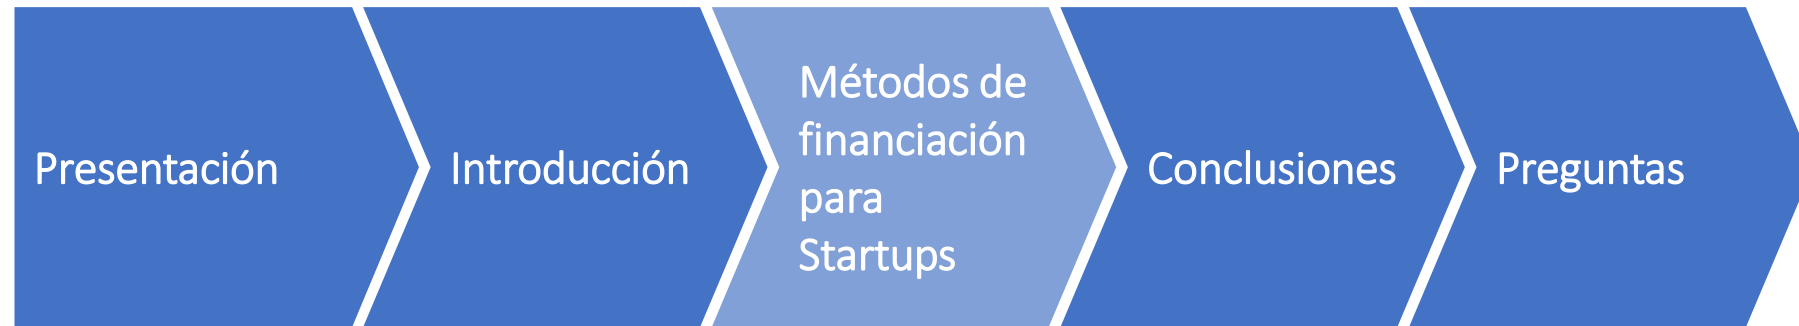 Presentación
Introducción
Métodos de
financiación
para
Startups
Conclusiones
Preguntas